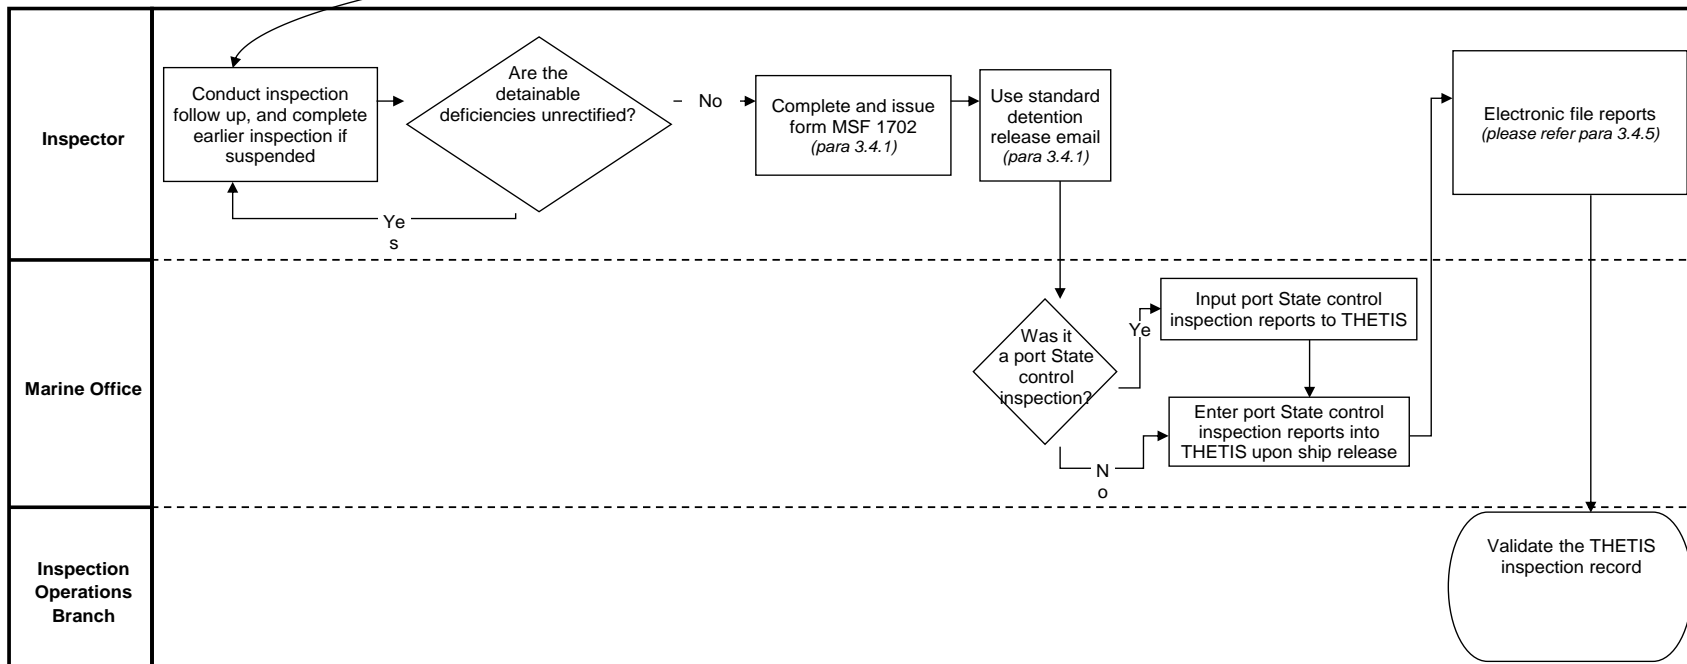 Inspector
Conduct inspection
follow up, and complete
earlier inspection if
suspended
Are the
detainable
deficiencies unrectified?
No
Ye
s
Complete and issue
form MSF 1702
(para 3.4.1)
Use standard
detention
release email
(para 3.4.1)
Electronic file reports
(please refer para 3.4.5)
Marine Office
Was it
a port State
control
inspection?
Ye
N
o
Input port State control
inspection reports to THETIS
Enter port State control
inspection reports into
THETIS upon ship release
Inspection
Operations
Branch
Validate the THETIS
inspection record